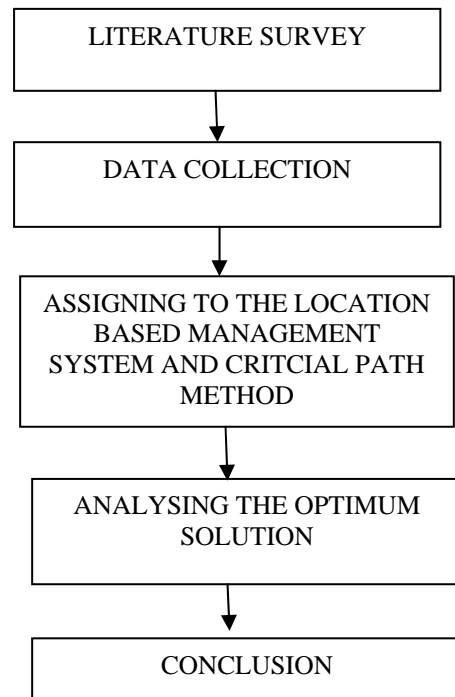 LITERATURE SURVEY
DATA COLLECTION
ASSIGNING TO THE LOCATION
BASED MANAGEMENT
SYSTEM AND CRITCIAL PATH
METHOD
ANALYSING THE OPTIMUM
SOLUTION
CONCLUSION